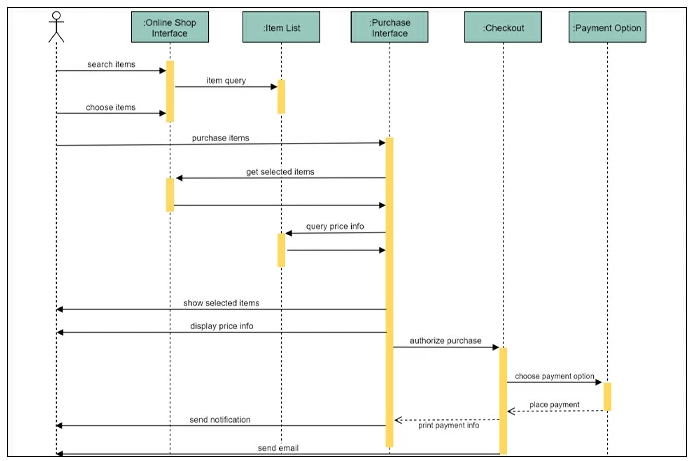 :Online Shop
Interface
:Item List
:Purchase
Interface
:Checkout
:Payment Option
search items
item query
choose items
purchase items
get selected items
query price info
show selected items
display price info
authorize purchase
choose payment option
place payment
send notification
print payment info
send email